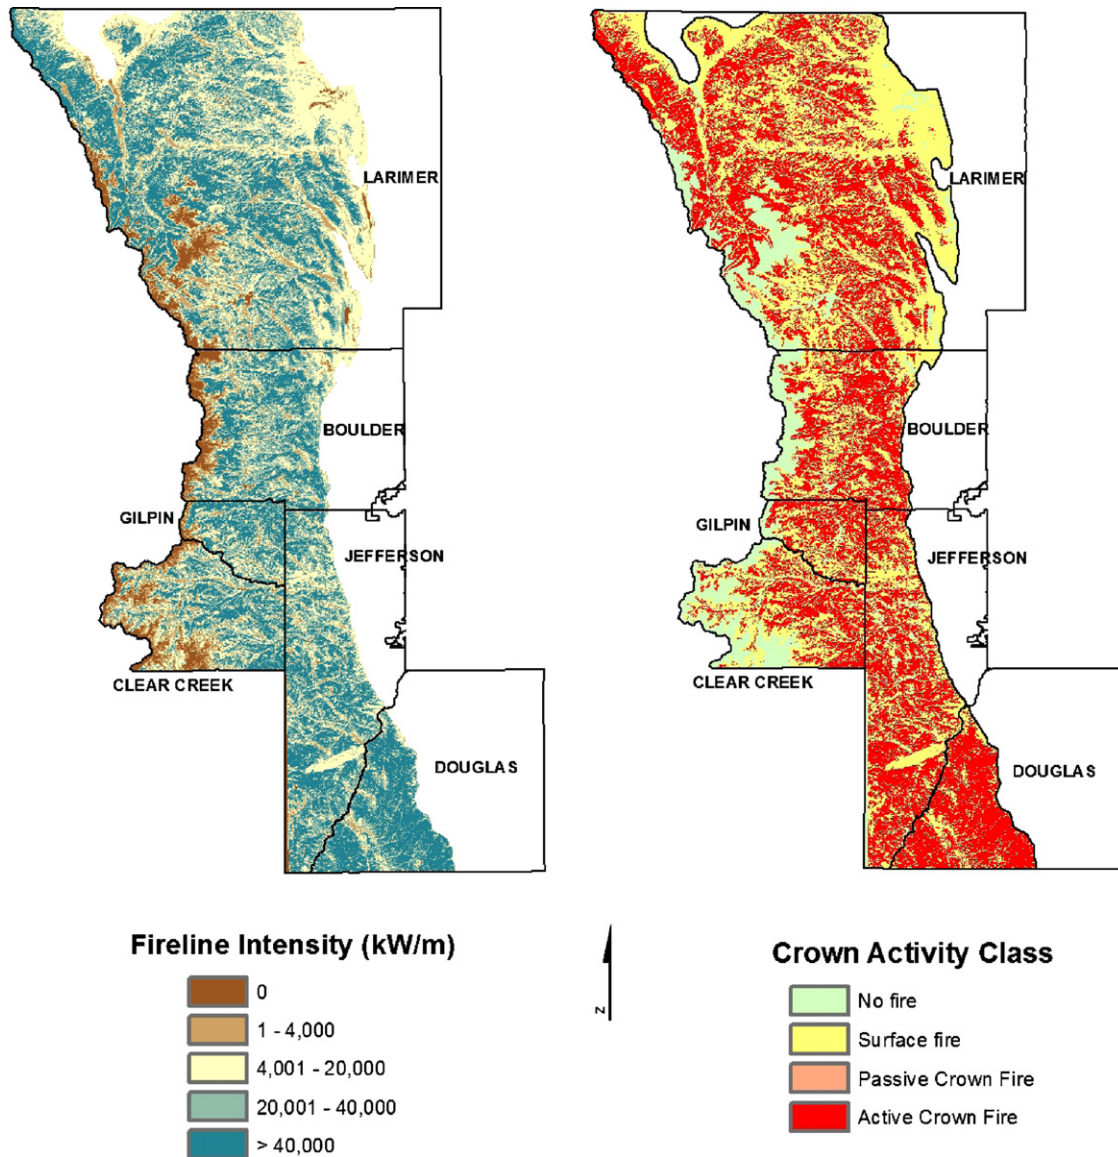 LARIMER
BOULDER
GILPIN
JEFFERSON
CLEAR CREEK
DOUGLAS
LARIMER
BOULDER
GILPIN
JEFFERSON
CLEAR CREEK
DOUGLAS
Fireline Intensity (kW/m)
0
1 - 4,000
4,001 - 20,000
20,001 - 40,000
> 40,000
N
Crown Activity Class
No fire
Surface fire
Passive Crown Fire
Active Crown Fire